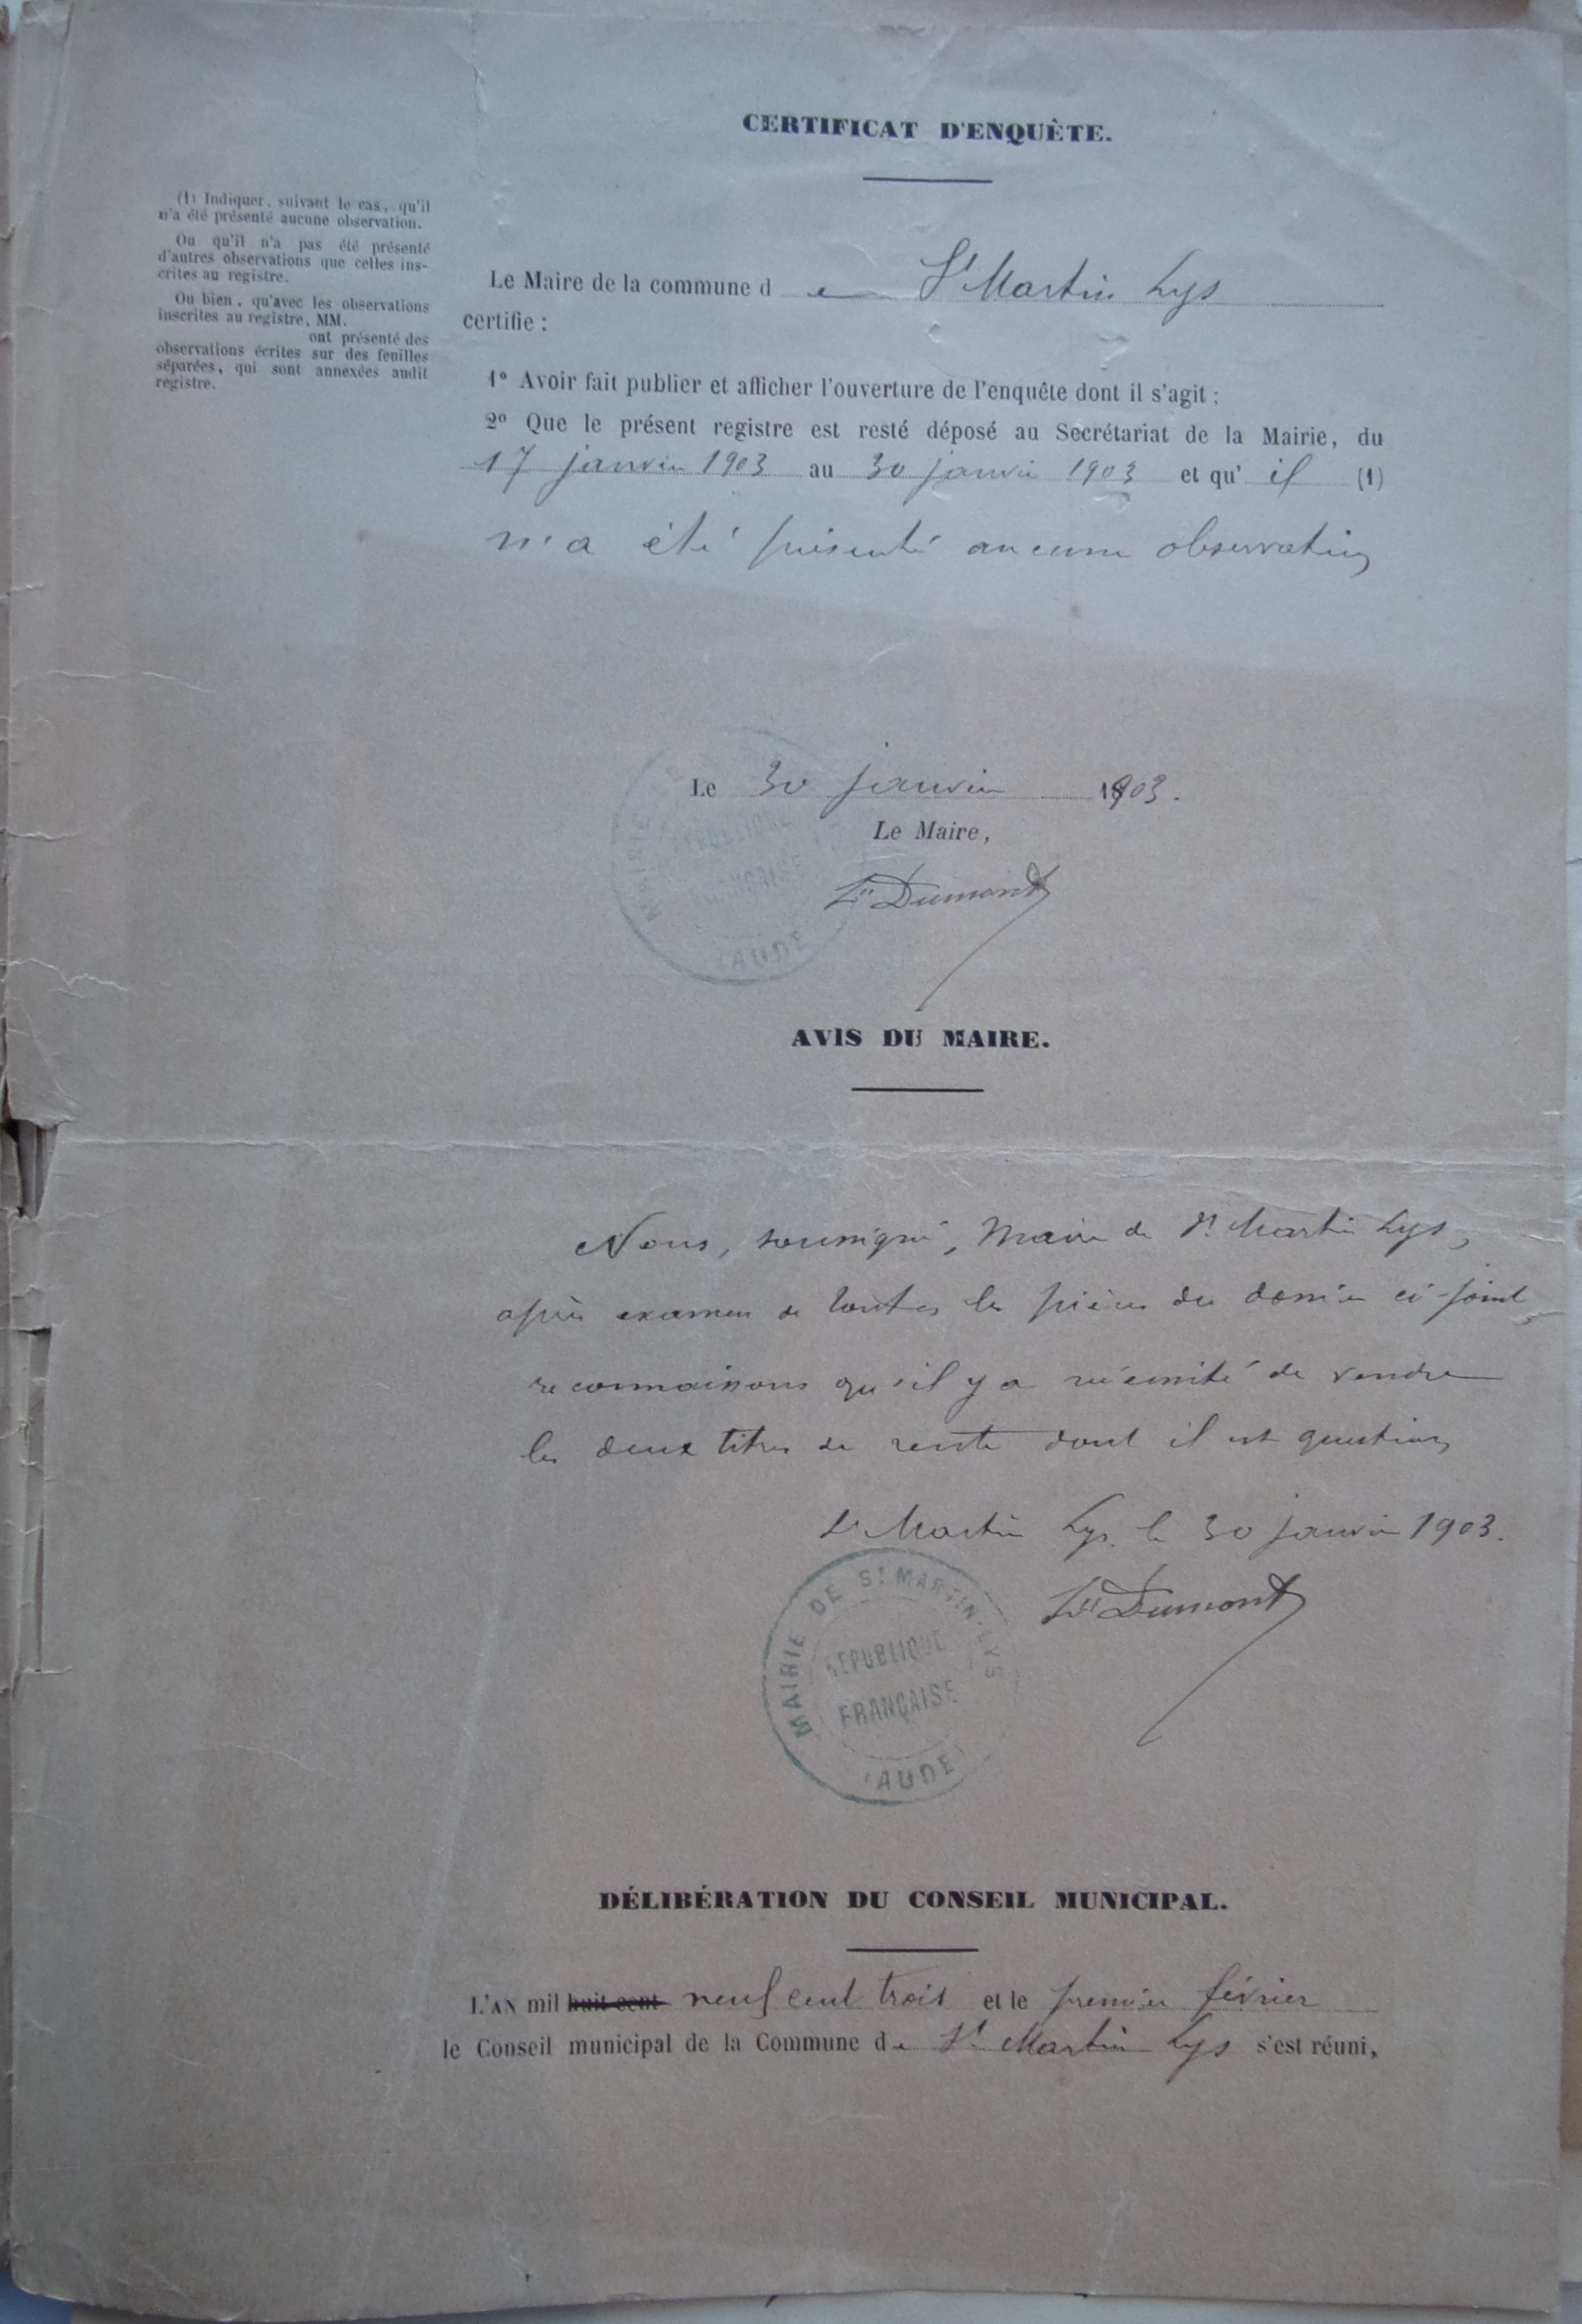 CERTIFICAT D'ENQUÈTE.
(1) Indiquer, suivant le cas, qu'il
n'a été présenté aucune observation.
Ou qu'il n'a pas été présenté
d'autres observations que celles ins-
crites au registre.
Ou bien, qu'avec les observations
inscrites au registre, MM.
ont présenté des
observations écrites sur des feuilles
séparées, qui sont annexées audit
registre.
Le Maire de la commune de St Martin Lys
certifie :
1° Avoir fait publier et afficher l'ouverture de l'enquête dont il s'agit ;
2° Que le présent registre est resté déposé au Secrétariat de la Mairie, du
17 janvier 1903 au 30 janvier 1903 et qu' il (1)
n'a été présenté aucune observation
Le 30 janvier 1903.
Le Maire,
Dumont
MAIRIE
RÉPUBLIQUE
FRANÇAISE
AUDE
AVIS DU MAIRE.
Nous, soussigné, Maire de St Martin Lys,
après examen de toutes les pièces du dossier ci-joint,
reconnaissons qu'il y a nécessité de vendre
les deux titres de rente dont il est question
St Martin Lys, le 30 janvier 1903.
Dumont
MAIRIE DE ST MARTIN-LYS
RÉPUBLIQUE
FRANÇAISE
AUDE
DÉLIBÉRATION DU CONSEIL MUNICIPAL.
L'AN mil huit cent neuf cent trois et le premier février
le Conseil municipal de la Commune de St Martin Lys s'est réuni,